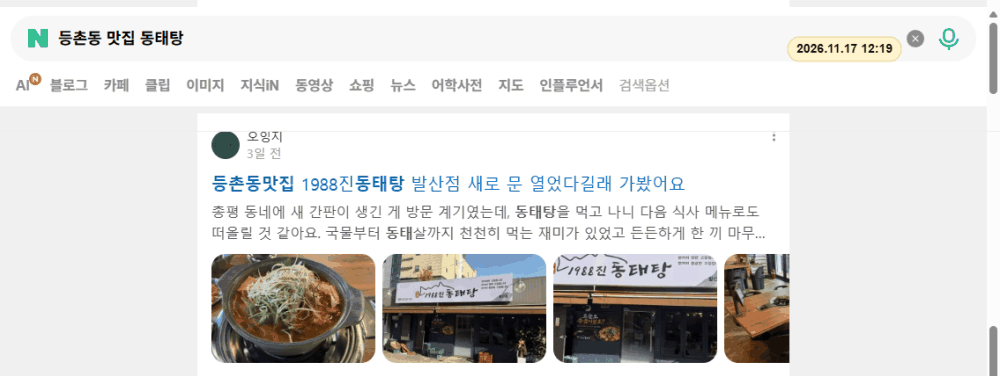 N 등촌동 맛집 동태탕
2026.11.17 12:19
AI N 블로그 카페 클립 이미지 지식iN 동영상 쇼핑 뉴스 어학사전 지도 인플루언서 검색옵션
오잉지
3일 전
등촌동맛집 1988진동태탕 발산점 새로 문 열었다길래 가봤어요
총평 동네에 새 간판이 생긴 게 방문 계기였는데, 동태탕을 먹고 나니 다음 식사 메뉴로도
떠올릴 것 같아요. 국물부터 동태살까지 천천히 먹는 재미가 있었고 든든하게 한 끼 마무...
1988진 동태탕
1988진 동태탕